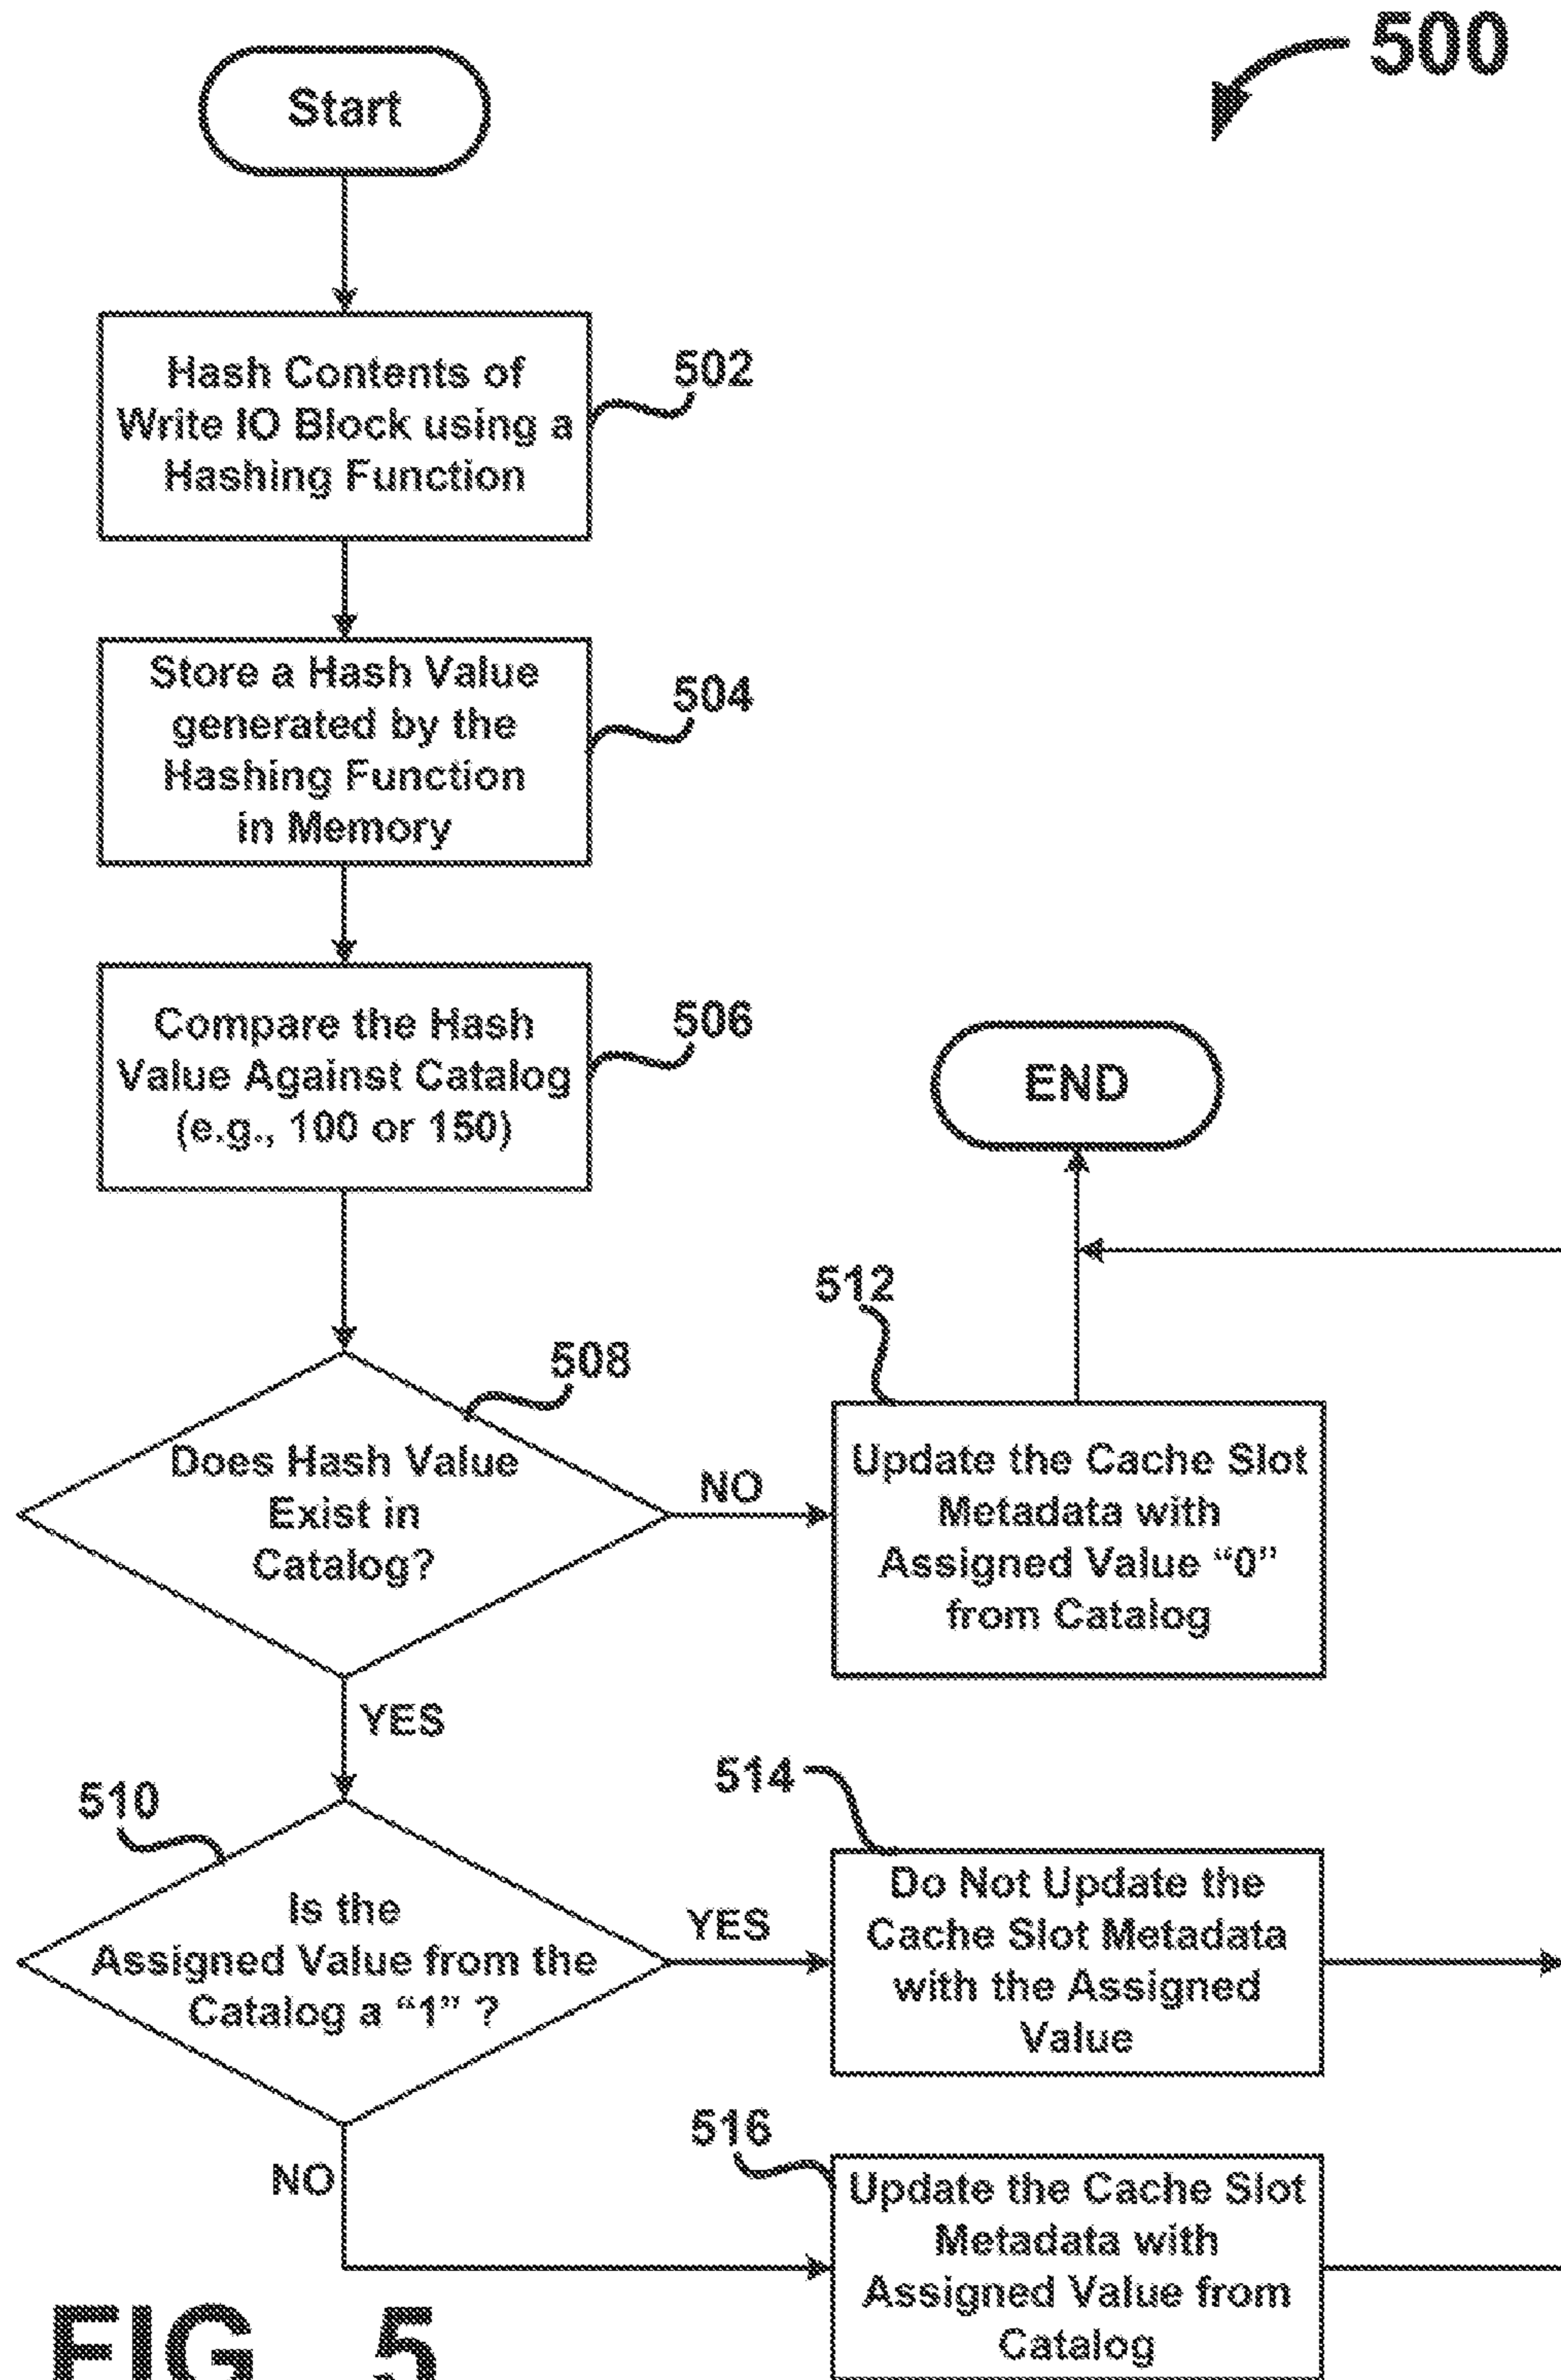 500
Start
Hash Contents of
Write IO Block using a
Hashing Function
502
Store a Hash Value
generated by the
Hashing Function
in Memory
504
Compare the Hash
Value Against Catalog
(e.g., 100 or 150)
506
END
Does Hash Value
Exist in
Catalog?
508
NO
YES
512
Update the Cache Slot
Metadata with
Assigned Value “0”
from Catalog
510
Is the
Assigned Value from the
Catalog a “1” ?
YES
NO
514
Do Not Update the
Cache Slot Metadata
with the Assigned
Value
516
Update the Cache Slot
Metadata with
Assigned Value from
Catalog
FIG. 5